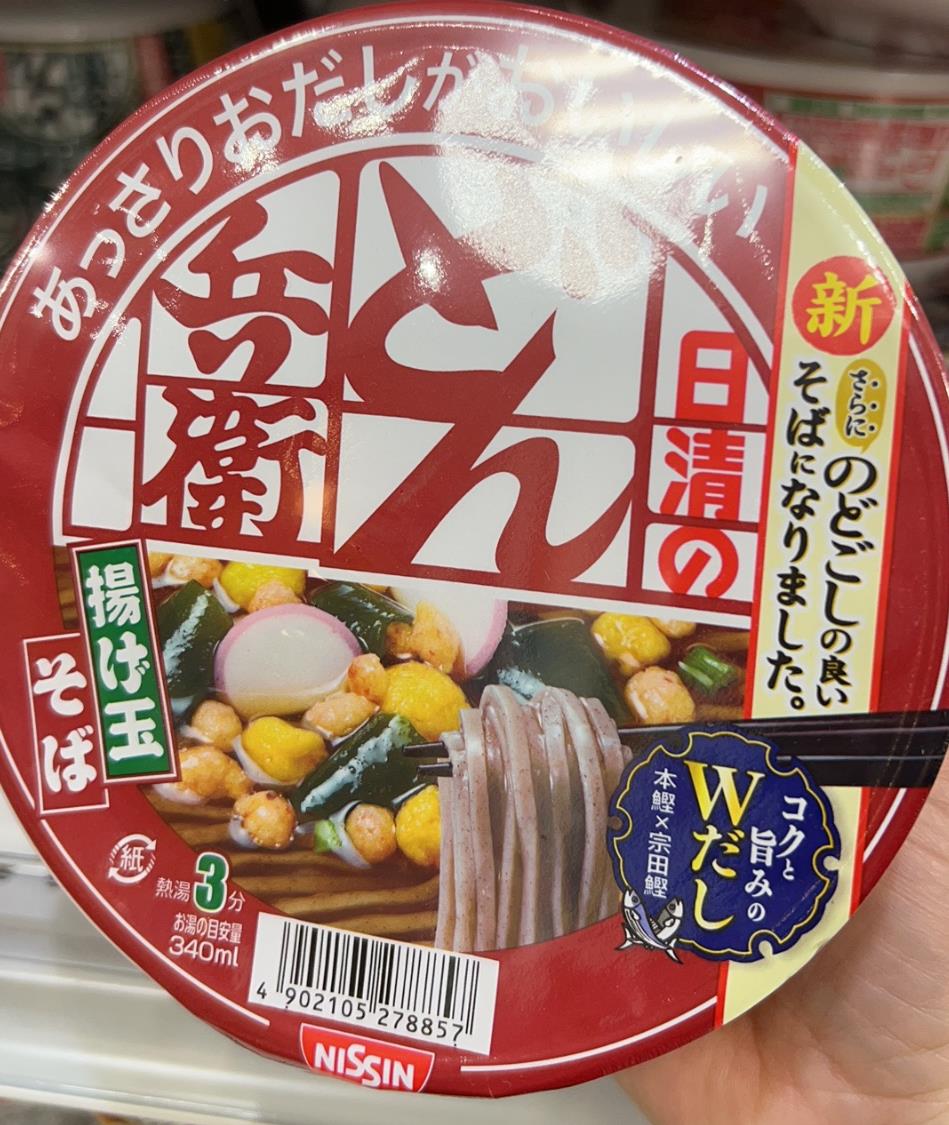 あっさりおだしがおいしい
日清の
どん
兵衛
新
さらに
のどごしの良い
そばになりました。
揚げ玉
そば
コクと
旨みの
Wだし
本鰹×宗田鰹
紙
熱湯3分
お湯の目安量
340ml
4 902105 278857
NISSIN